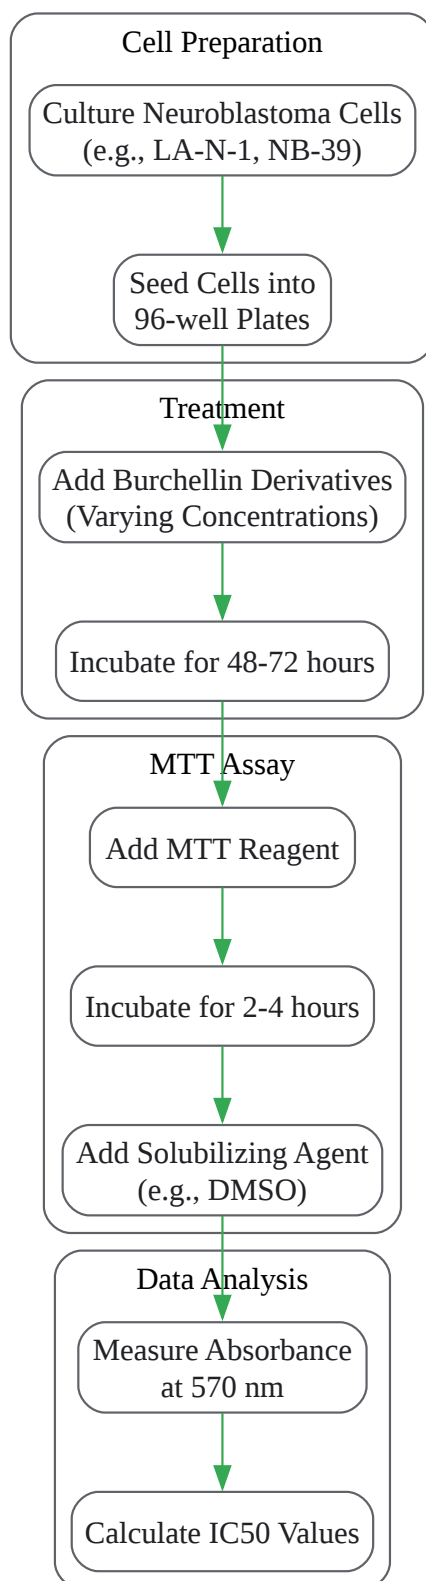 Cell Preparation
Culture Neuroblastoma Cells
(e.g., LA-N-1, NB-39)
Seed Cells into
96-well Plates
Treatment
Add Burchellin Derivatives
(Varying Concentrations)
Incubate for 48-72 hours
MTT Assay
Add MTT Reagent
Incubate for 2-4 hours
Add Solubilizing Agent
(e.g., DMSO)
Data Analysis
Measure Absorbance
at 570 nm
Calculate IC50 Values